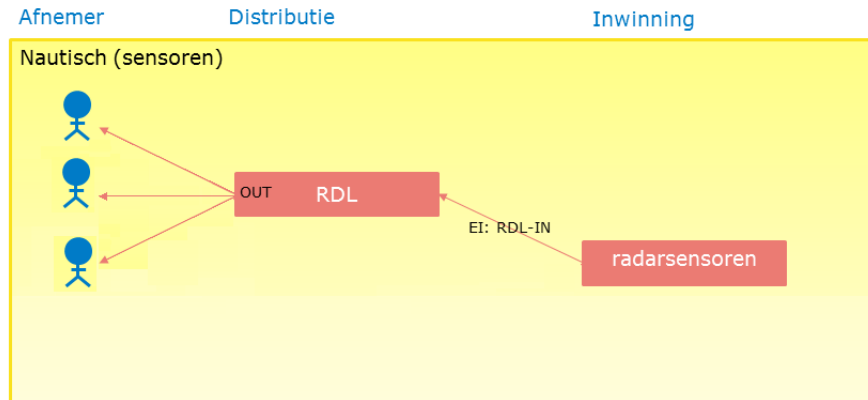 Afnemer
Distributie
Inwinning
Nautisch (sensoren)
OUT
RDL
EI: RDL-IN
radarsensoren